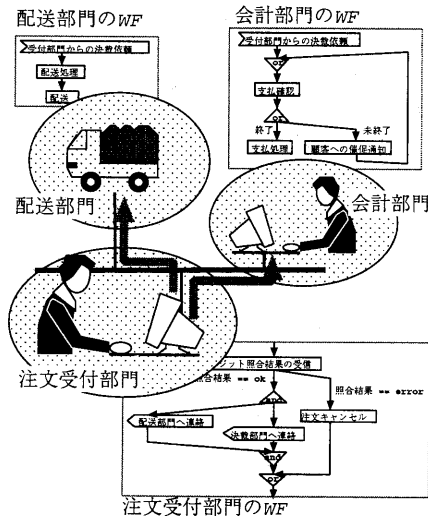 配送部門のWF
受付部門からの決裁依頼
配送処理
配送
配送部門
会計部門のWF
受付部門からの決裁依頼
or
支払確認
or
終了
未終了
支払処理
顧客への催促通知
会計部門
注文受付部門
ジット照合結果の受信
照合結果 == ok
照合結果 == error
and
注文キャンセル
配送部門へ連絡
決裁部門へ連絡
and
or
注文受付部門のWF